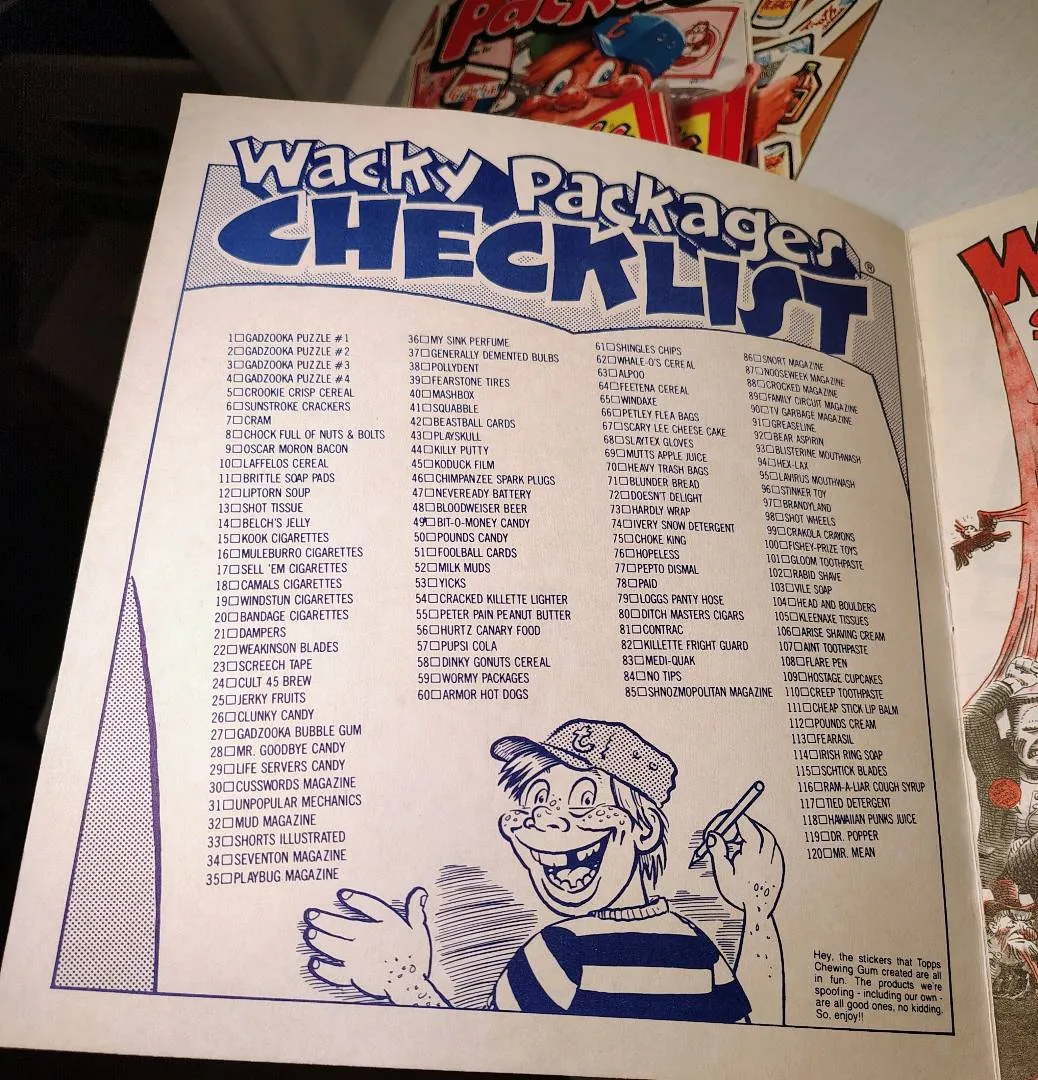 Wacky Packages
CHECKLIST
®
1□GADZOOKA PUZZLE #1
2□GADZOOKA PUZZLE #2
3□GADZOOKA PUZZLE #3
4□GADZOOKA PUZZLE #4
5□CROOKIE CRISP CEREAL
6□SUNSTROKE CRACKERS
7□CRAM
8□CHOCK FULL OF NUTS & BOLTS
9□OSCAR MORON BACON
10□LAFFELOS CEREAL
11□BRITTLE SOAP PADS
12□LIPTORN SOUP
13□SHOT TISSUE
14□BELCH'S JELLY
15□KOOK CIGARETTES
16□MULEBURRO CIGARETTES
17□SELL 'EM CIGARETTES
18□CAMALS CIGARETTES
19□WINDSTUN CIGARETTES
20□BANDAGE CIGARETTES
21□DAMPERS
22□WEAKINSON BLADES
23□SCREECH TAPE
24□CULT 45 BREW
25□JERKY FRUITS
26□CLUNKY CANDY
27□GADZOOKA BUBBLE GUM
28□MR. GOODBYE CANDY
29□LIFE SERVERS CANDY
30□CUSSWORDS MAGAZINE
31□UNPOPULAR MECHANICS
32□MUD MAGAZINE
33□SHORTS ILLUSTRATED
34□SEVENTON MAGAZINE
35□PLAYBUG MAGAZINE
36□MY SINK PERFUME
37□GENERALLY DEMENTED BULBS
38□POLLYDENT
39□FEARSTONE TIRES
40□MASHBOX
41□SQUABBLE
42□BEASTBALL CARDS
43□PLAYSKULL
44□KILLY PUTTY
45□KODUCK FILM
46□CHIMPANZEE SPARK PLUGS
47□NEVEREADY BATTERY
48□BLOODWEISER BEER
49□BIT-O-MONEY CANDY
50□POUNDS CANDY
51□FOOLBALL CARDS
52□MILK MUDS
53□YICKS
54□CRACKED KILLETTE LIGHTER
55□PETER PAIN PEANUT BUTTER
56□HURTZ CANARY FOOD
57□PUPSI COLA
58□DINKY GONUTS CEREAL
59□WORMY PACKAGES
60□ARMOR HOT DOGS
61□SHINGLES CHIPS
62□WHALE-O'S CEREAL
63□ALPOO
64□FEETENA CEREAL
65□WINDAXE
66□PETLEY FLEA BAGS
67□SCARY LEE CHEESE CAKE
68□SLAYTEX GLOVES
69□MUTTS APPLE JUICE
70□HEAVY TRASH BAGS
71□BLUNDER BREAD
72□DOESN'T DELIGHT
73□HARDLY WRAP
74□IVERY SNOW DETERGENT
75□CHOKE KING
76□HOPELESS
77□PEPTO DISMAL
78□PAID
79□LOGGS PANTY HOSE
80□DITCH MASTERS CIGARS
81□CONTRAC
82□KILLETTE FRIGHT GUARD
83□MEDI-QUAK
84□NO TIPS
85□SHNOZMOPOLITAN MAGAZINE
86□SNORT MAGAZINE
87□NOOSEWEEK MAGAZINE
88□CROCKED MAGAZINE
89□FAMILY CIRCUIT MAGAZINE
90□TV GARBAGE MAGAZINE
91□GREASELINE
92□BEAR ASPIRIN
93□BLISTERINE MOUTHWASH
94□HEX-LAX
95□LAVIRUS MOUTHWASH
96□STINKER TOY
97□BRANDYLAND
98□SHOT WHEELS
99□CRAKOLA CRAYONS
100□FISHEY-PRIZE TOYS
101□GLOOM TOOTHPASTE
102□RABID SHAVE
103□VILE SOAP
104□HEAD AND BOULDERS
105□KLEENAXE TISSUES
106□ARISE SHAVING CREAM
107□AINT TOOTHPASTE
108□FLARE PEN
109□HOSTAGE CUPCAKES
110□CREEP TOOTHPASTE
111□CHEAP STICK LIP BALM
112□POUNDS CREAM
113□FEARASIL
114□IRISH RING SOAP
115□SCHTICK BLADES
116□RAM-A-LIAR COUGH SYRUP
117□TIED DETERGENT
118□HAWAIIAN PUNKS JUICE
119□DR. POPPER
120□MR. MEAN
Hey, the stickers that Topps
Chewing Gum created are all
in fun. The products we're
spoofing - including our own -
are all good ones, no kidding.
So, enjoy!!